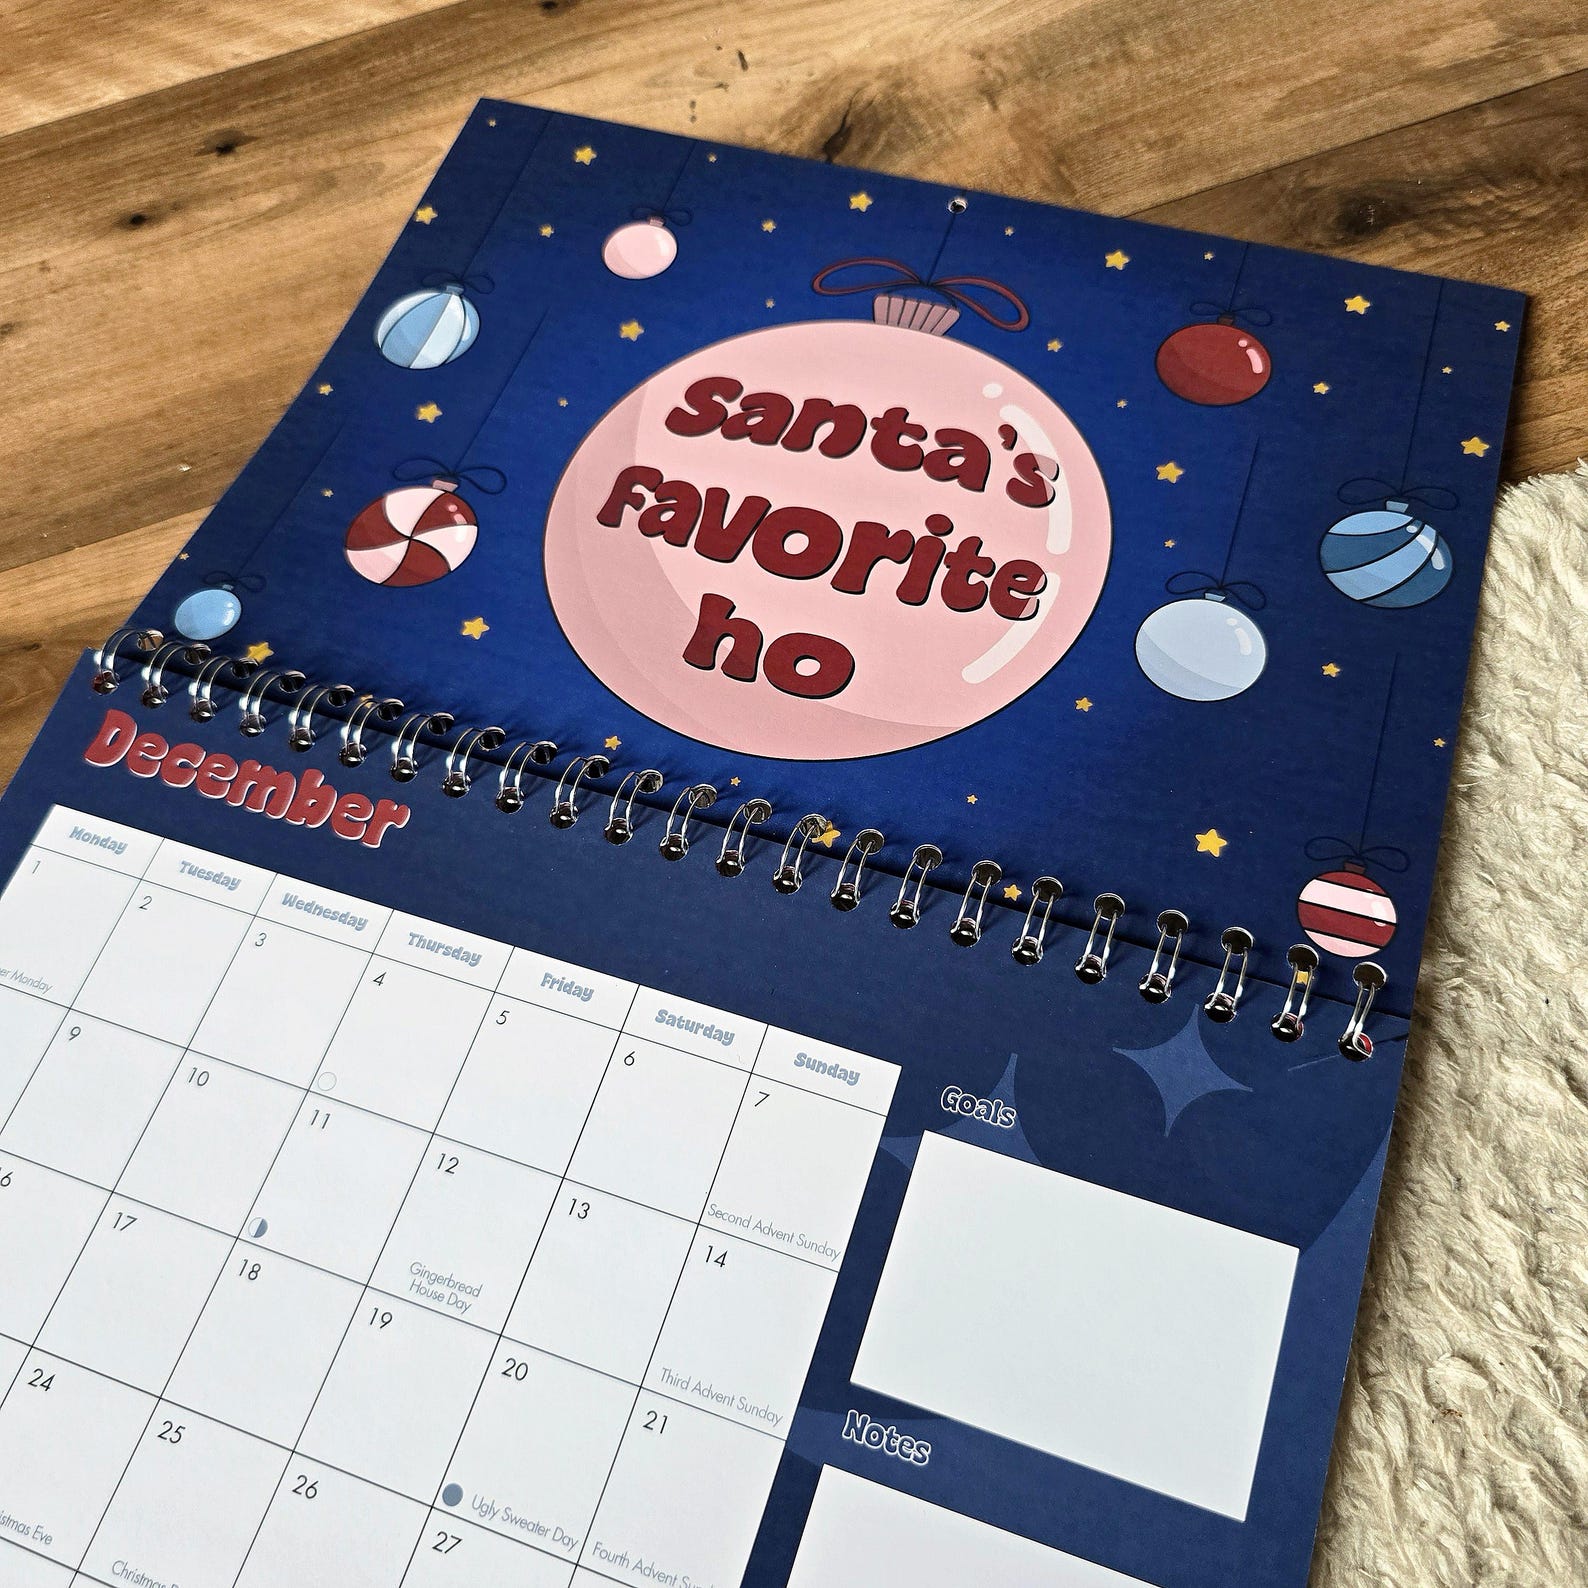 Santa's
favorite
ho
December
Monday Tuesday Wednesday Thursday Friday Saturday Sunday
1 2 3 4 5 6 7
Monday
Second Advent Sunday
9 10 11 12 13 14
Gingerbread
House Day
Third Advent Sunday
17 18 19 20 21
Ugly Sweater Day
Fourth Advent
24 25 26 27
Eve
Goals
Notes